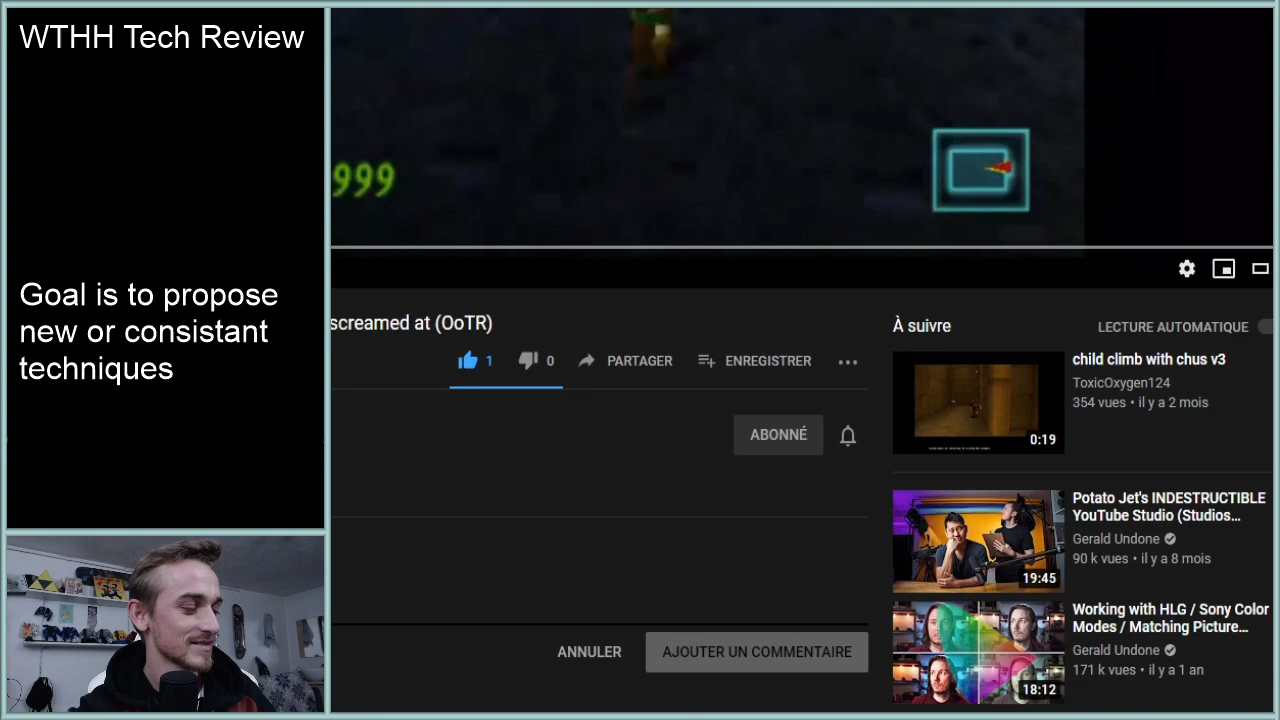 WTHH Tech Review
Goal is to propose
new or consistant
techniques
999
screamed at (OoTR)
1
0
PARTAGER
ENREGISTRER
ABONNÉ
ANNULER
AJOUTER UN COMMENTAIRE
À suivre
LECTURE AUTOMATIQUE
0:19
child climb with chus v3
ToxicOxygen124
354 vues • il y a 2 mois
19:45
Potato Jet's INDESTRUCTIBLE
YouTube Studio (Studios...
Gerald Undone
90 k vues • il y a 8 mois
18:12
Working with HLG / Sony Color
Modes / Matching Picture...
Gerald Undone
171 k vues • il y a 1 an